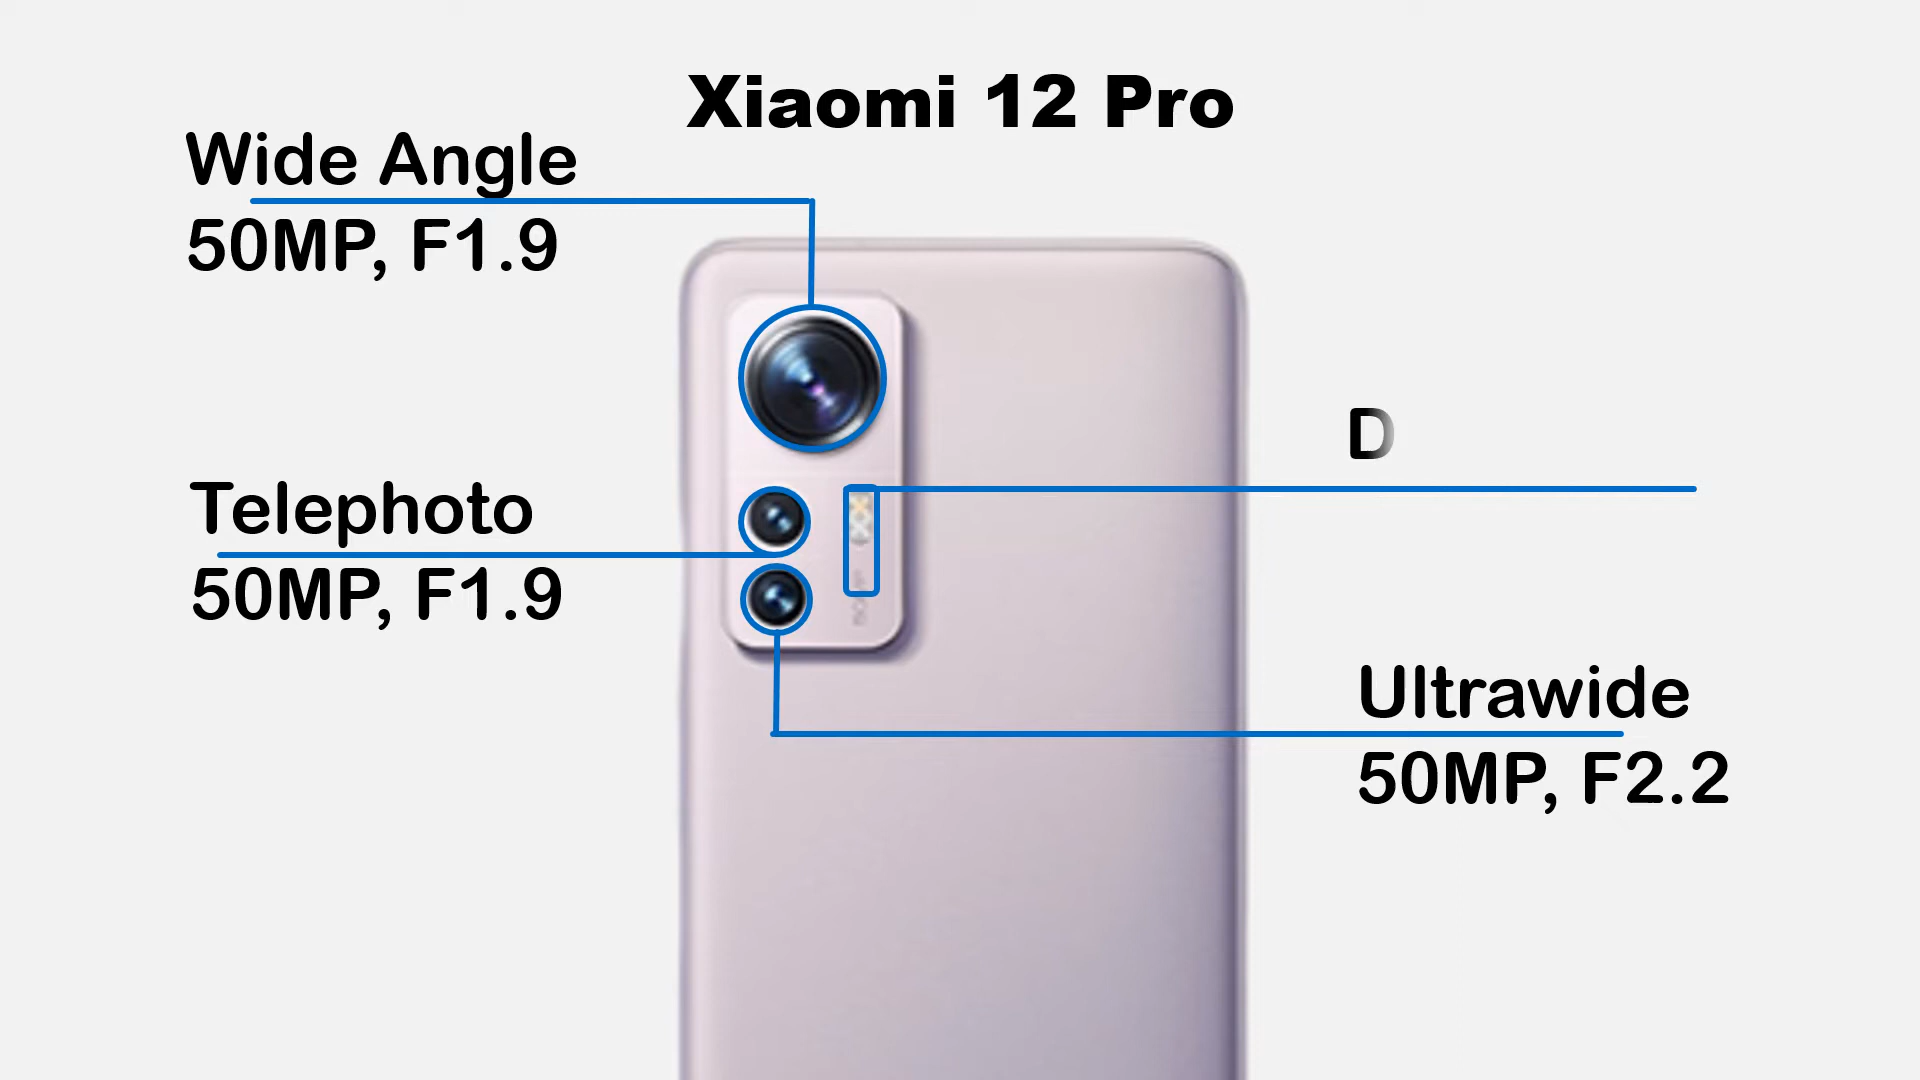 Xiaomi 12 Pro
Wide Angle
50MP, F1.9
D
Telephoto
50MP, F1.9
Ultrawide
50MP, F2.2